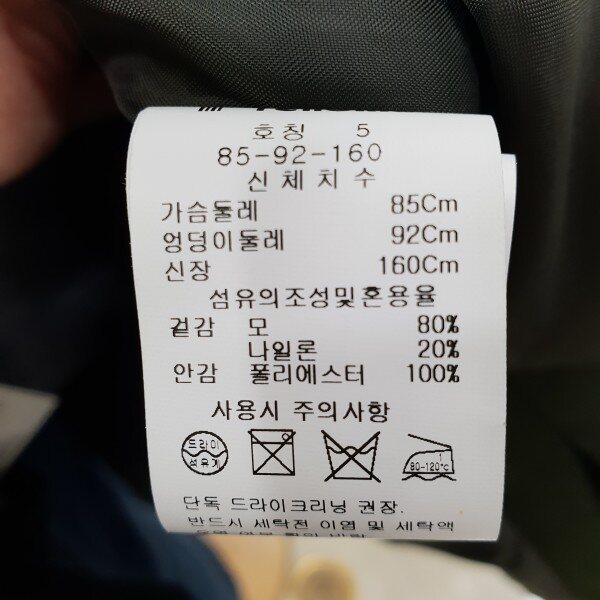 호칭 5
85-92-160
신체치수
가슴둘레 85Cm
엉덩이둘레 92Cm
신장 160Cm
섬유의조성및혼용율
겉감 모 80%
나일론 20%
안감 폴리에스터 100%
사용시 주의사항
드라이
섬유계
80-120℃
단독 드라이크리닝 권장.
반드시 세탁전 이염 및 세탁액